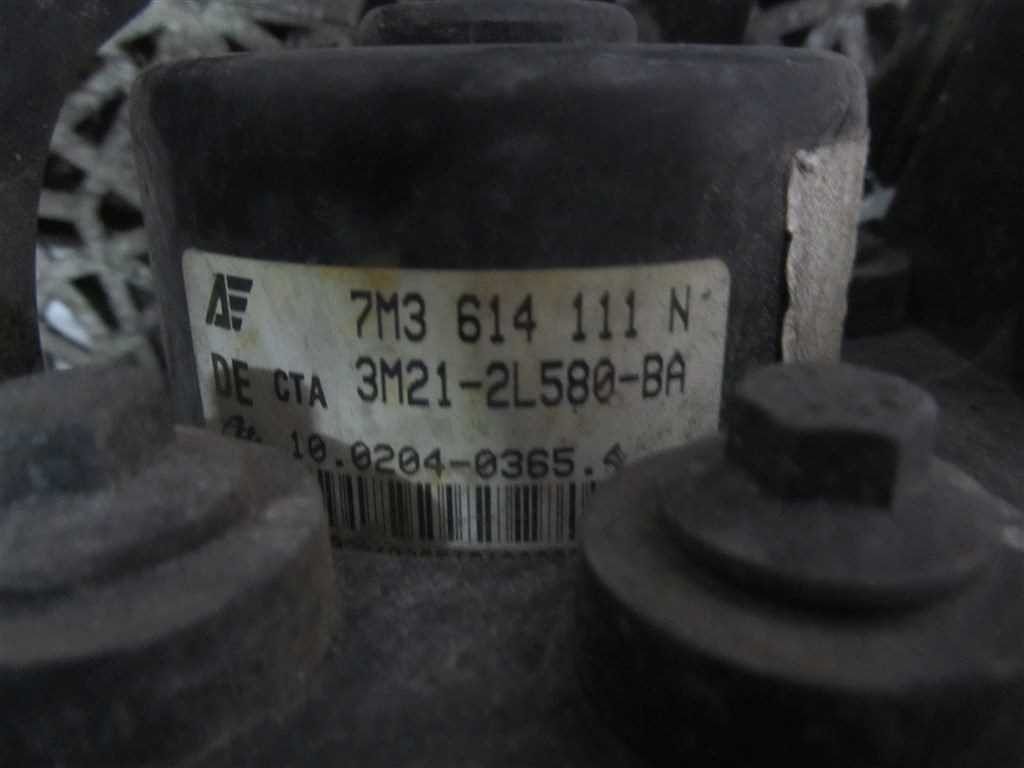 AE 7M3 614 111 N
DE CTA 3M21-2L580-BA
10.0204-0365.